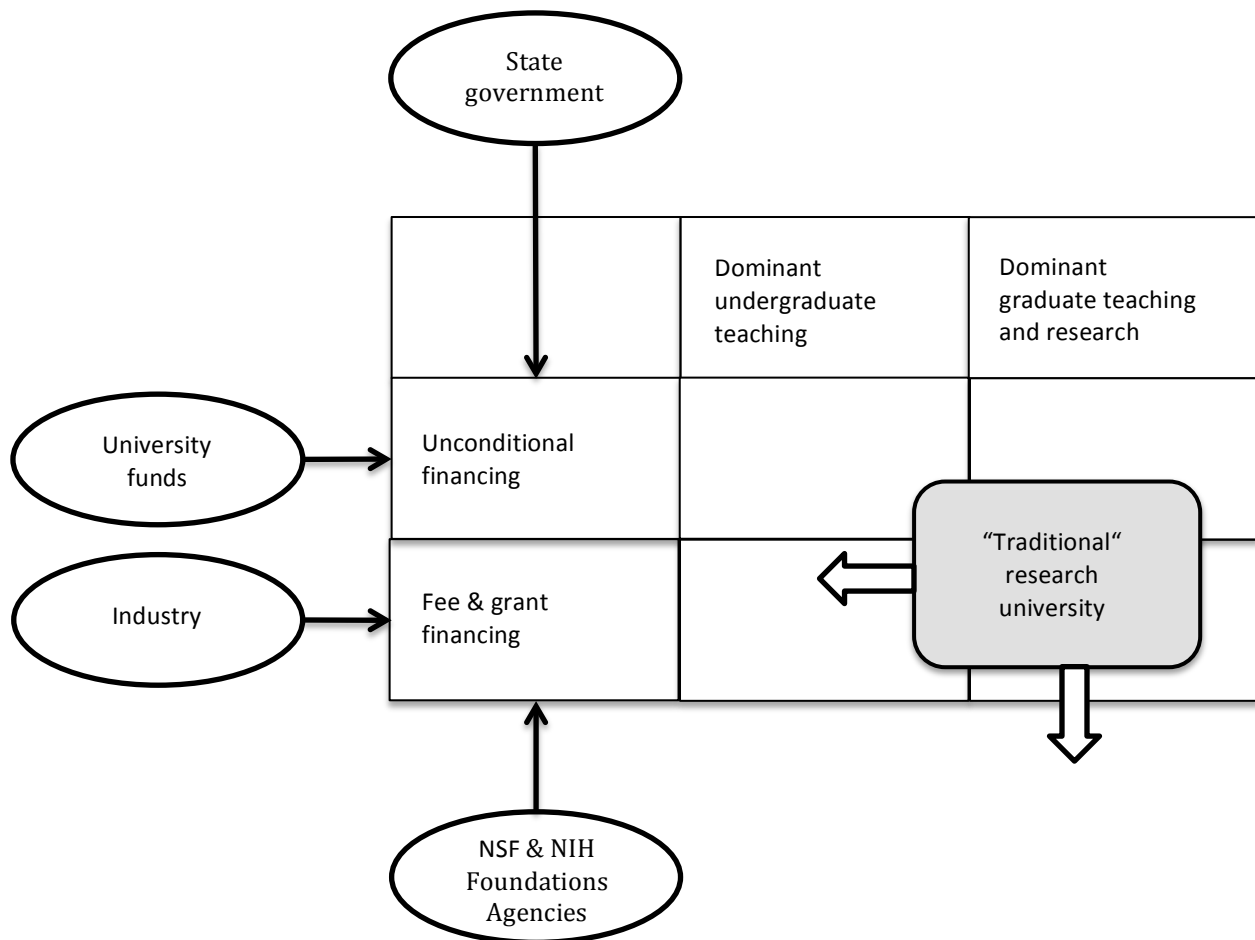 State
government
Dominant
undergraduate
teaching
Dominant
graduate teaching
and research
University
funds
Unconditional
financing
“Traditional“
research
university
Industry
Fee & grant
financing
NSF & NIH
Foundations
Agencies